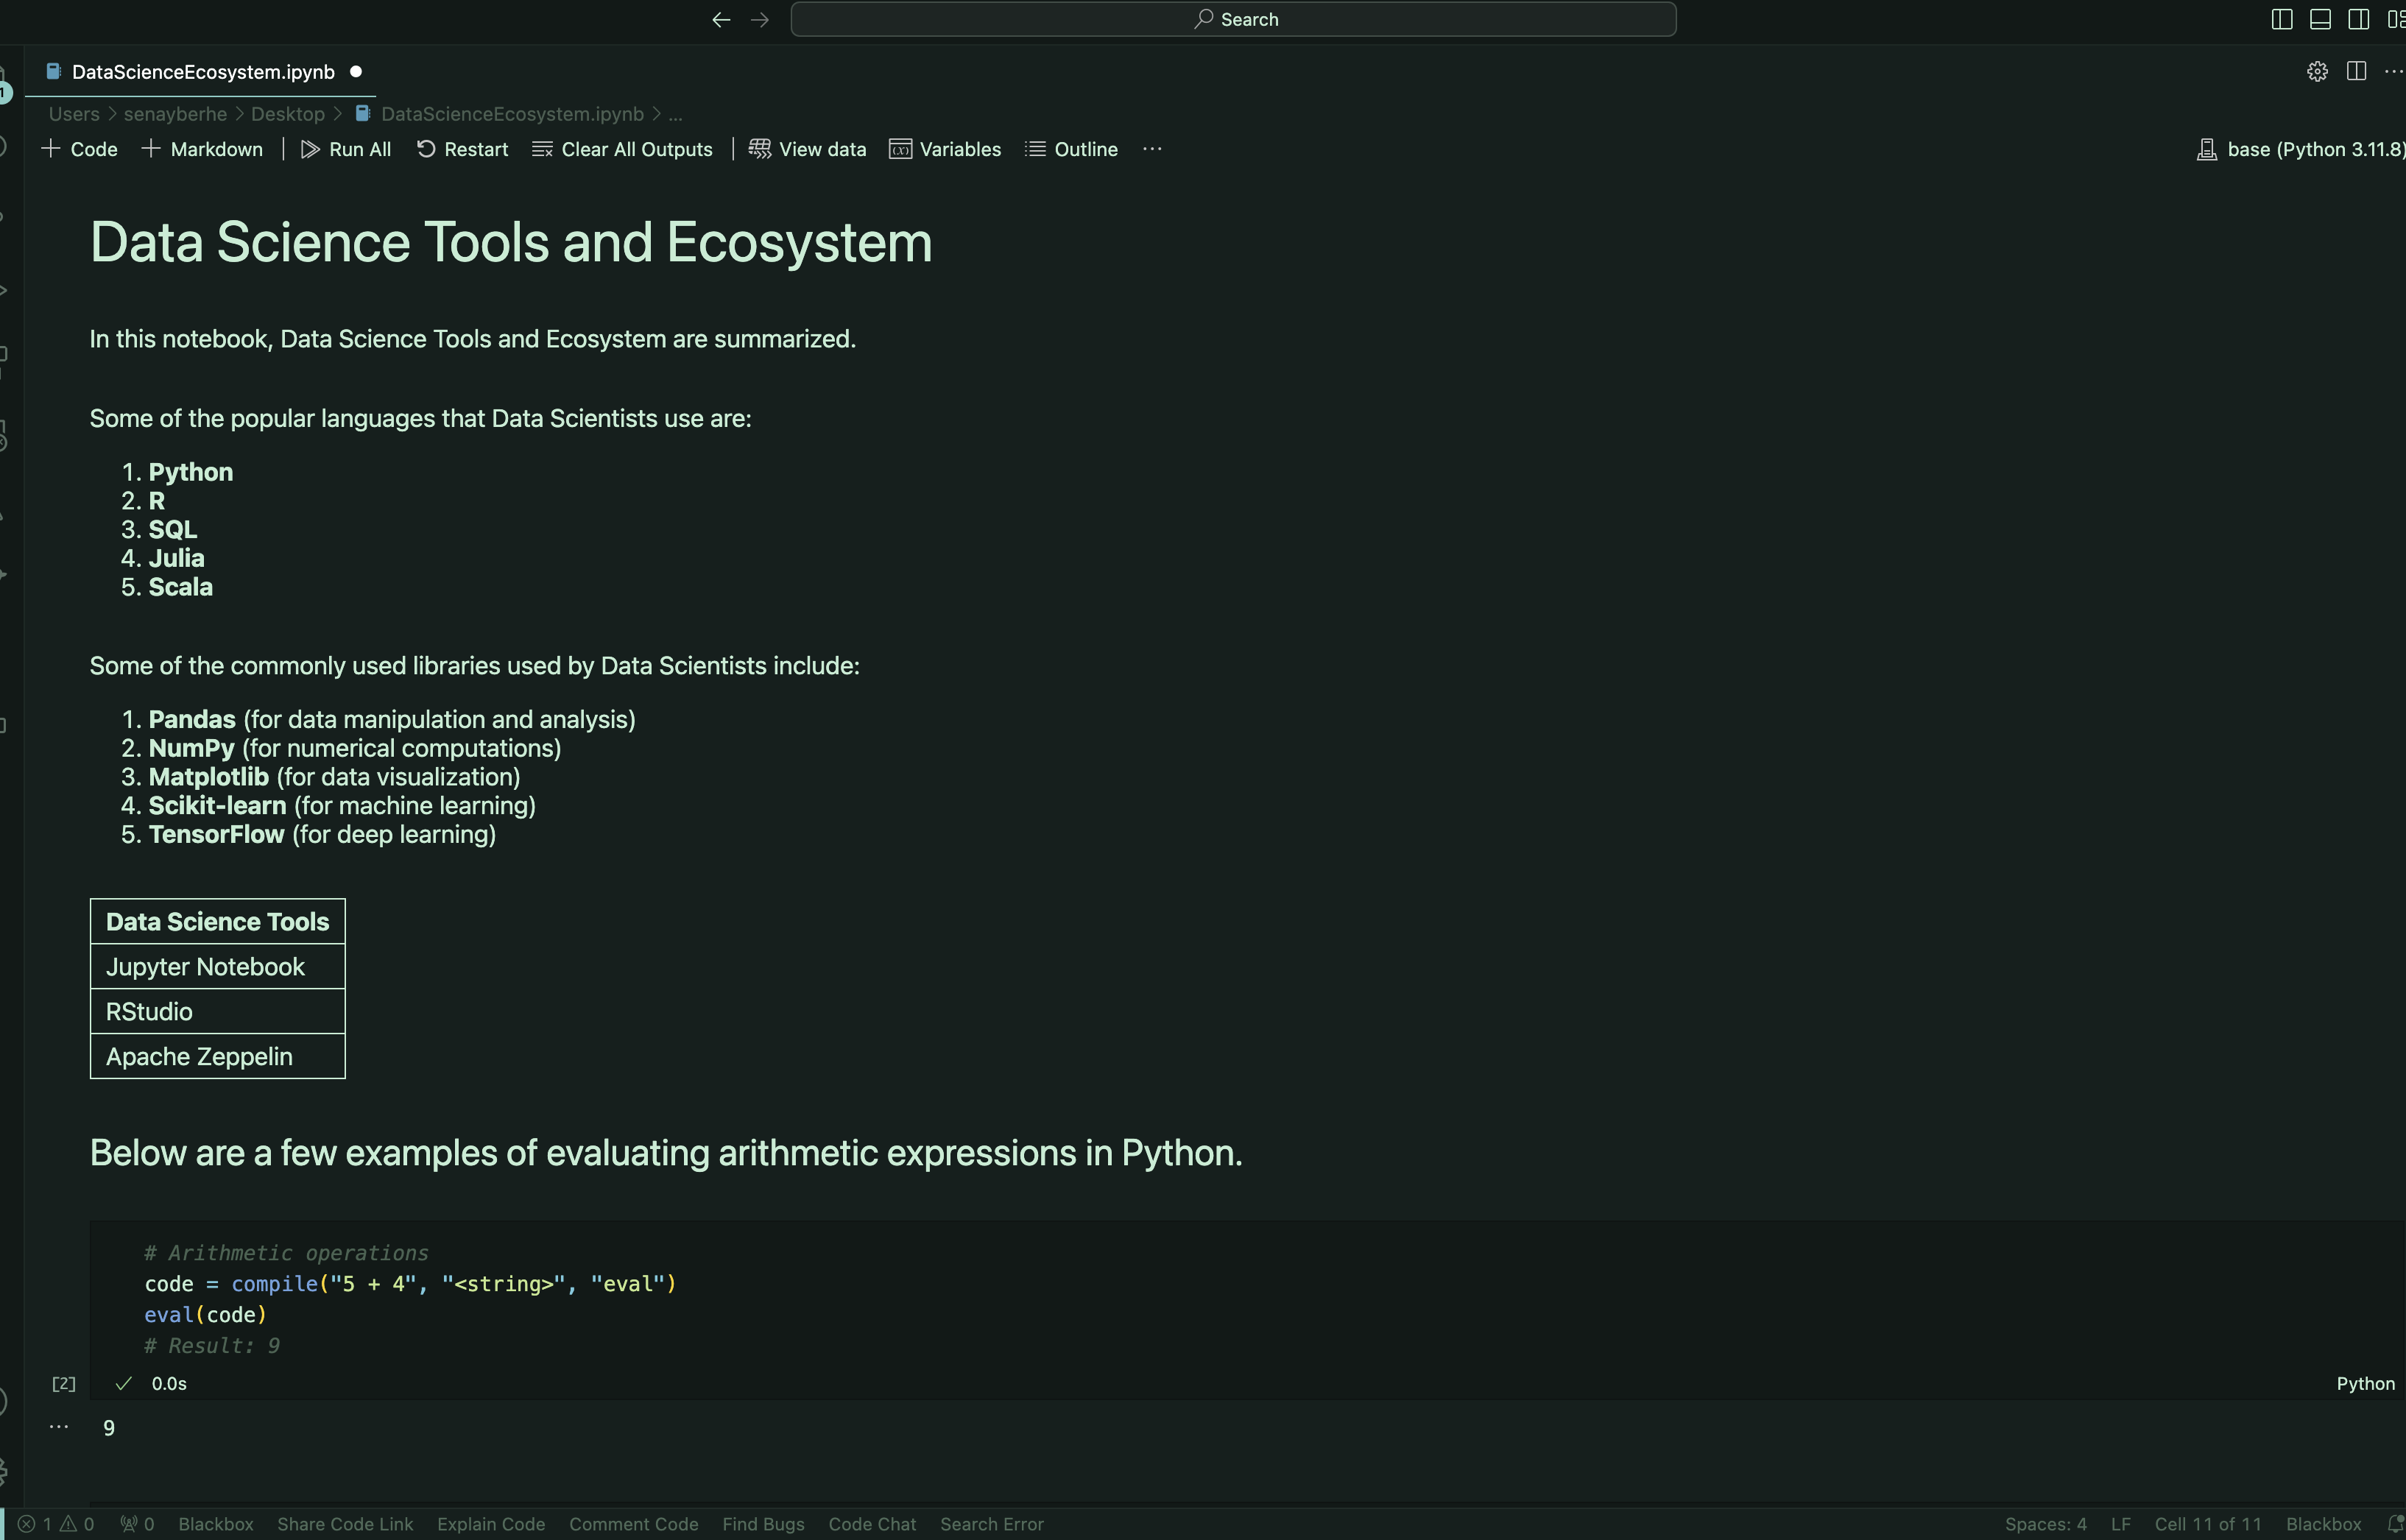 Search
DataScienceEcosystem.ipynb
1
Users > senayberhe > Desktop > DataScienceEcosystem.ipynb > ...
+ Code + Markdown | Run All Restart Clear All Outputs | View data Variables Outline ...
base (Python 3.11.8)
Data Science Tools and Ecosystem
In this notebook, Data Science Tools and Ecosystem are summarized.
Some of the popular languages that Data Scientists use are:
1. Python
2. R
3. SQL
4. Julia
5. Scala
Some of the commonly used libraries used by Data Scientists include:
1. Pandas (for data manipulation and analysis)
2. NumPy (for numerical computations)
3. Matplotlib (for data visualization)
4. Scikit-learn (for machine learning)
5. TensorFlow (for deep learning)
Data Science Tools
Jupyter Notebook
RStudio
Apache Zeppelin
Below are a few examples of evaluating arithmetic expressions in Python.
# Arithmetic operations
code = compile("5 + 4", "<string>", "eval")
eval(code)
# Result: 9
[2] 0.0s Python
... 9
1 0 0 Blackbox Share Code Link Explain Code Comment Code Find Bugs Code Chat Search Error Spaces: 4 LF Cell 11 of 11 Blackbox